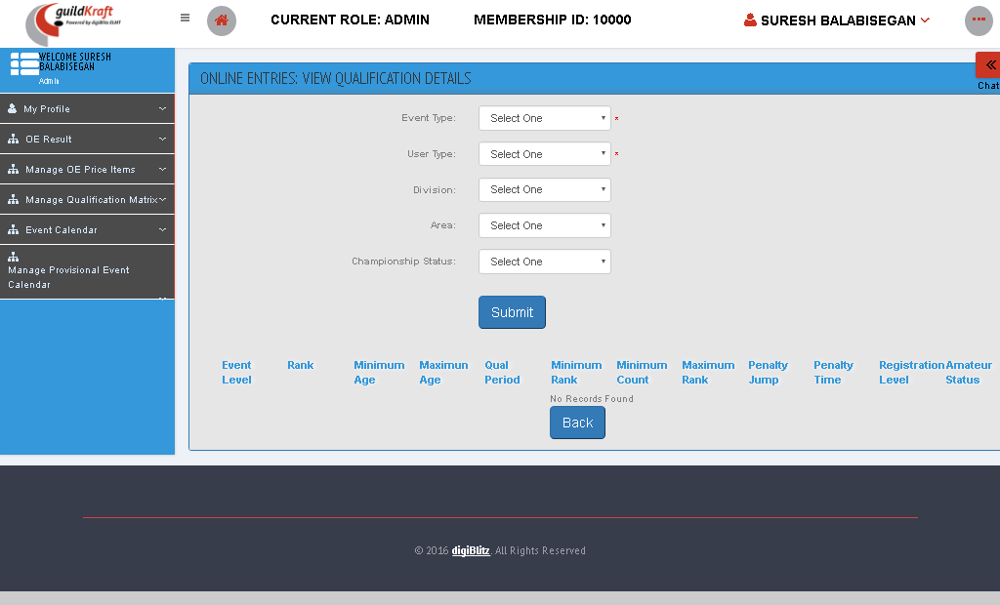 guildKraft
Powered by digiBlitz ELMT
CURRENT ROLE: ADMIN
MEMBERSHIP ID: 10000
SURESH BALABISEGAN
WELCOME SURESH
BALABISEGAN
Admin
Chat
My Profile
OE Result
Manage OE Price Items
Manage Qualification Matrix
Event Calendar
Manage Provisional Event
Calendar
ONLINE ENTRIES: VIEW QUALIFICATION DETAILS
Event Type: Select One *
User Type: Select One *
Division: Select One
Area: Select One
Championship Status: Select One
Submit
Event Level
Rank
Minimum Age
Maximun Age
Qual Period
Minimum Rank
Minimum Count
Maximum Rank
Penalty Jump
Penalty Time
Registration Level
Amateur Status
No Records Found
Back
© 2016 digiBlitz. All Rights Reserved